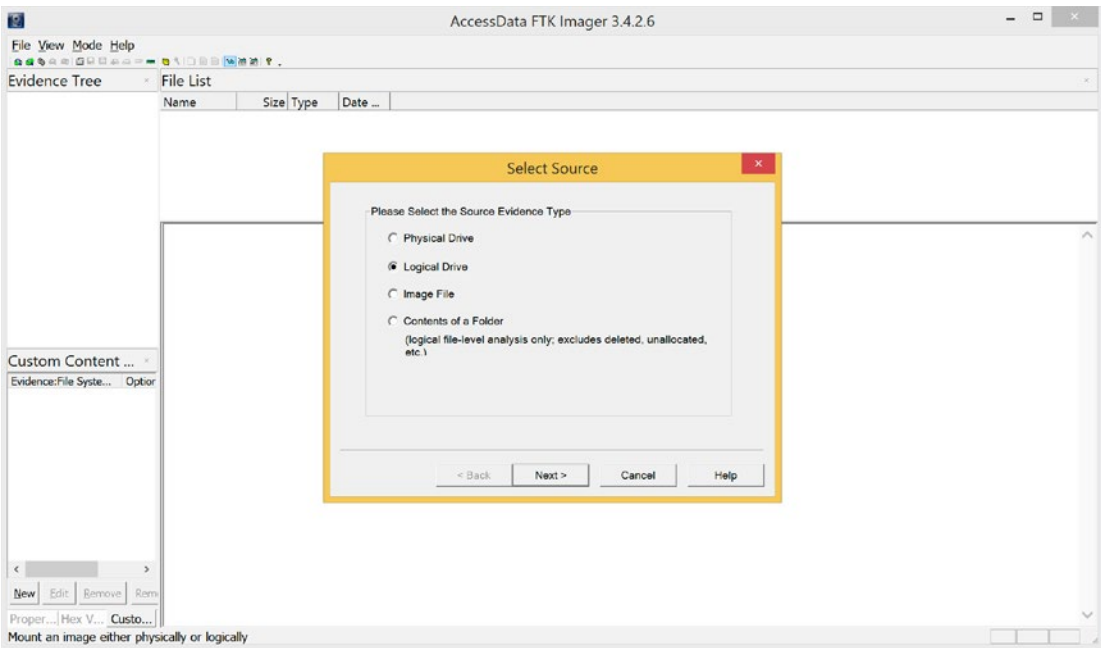 AccessData FTK Imager 3.4.2.6
File View Mode Help
Evidence Tree
File List
Name Size Type Date ...
Select Source
Please Select the Source Evidence Type
Physical Drive
Logical Drive
Image File
Contents of a Folder
(logical file-level analysis only; excludes deleted, unallocated,
etc.)
< Back Next > Cancel Help
Custom Content ...
Evidence:File Syste... Option
New Edit Remove Rem
Proper... Hex V... Custo...
Mount an image either physically or logically